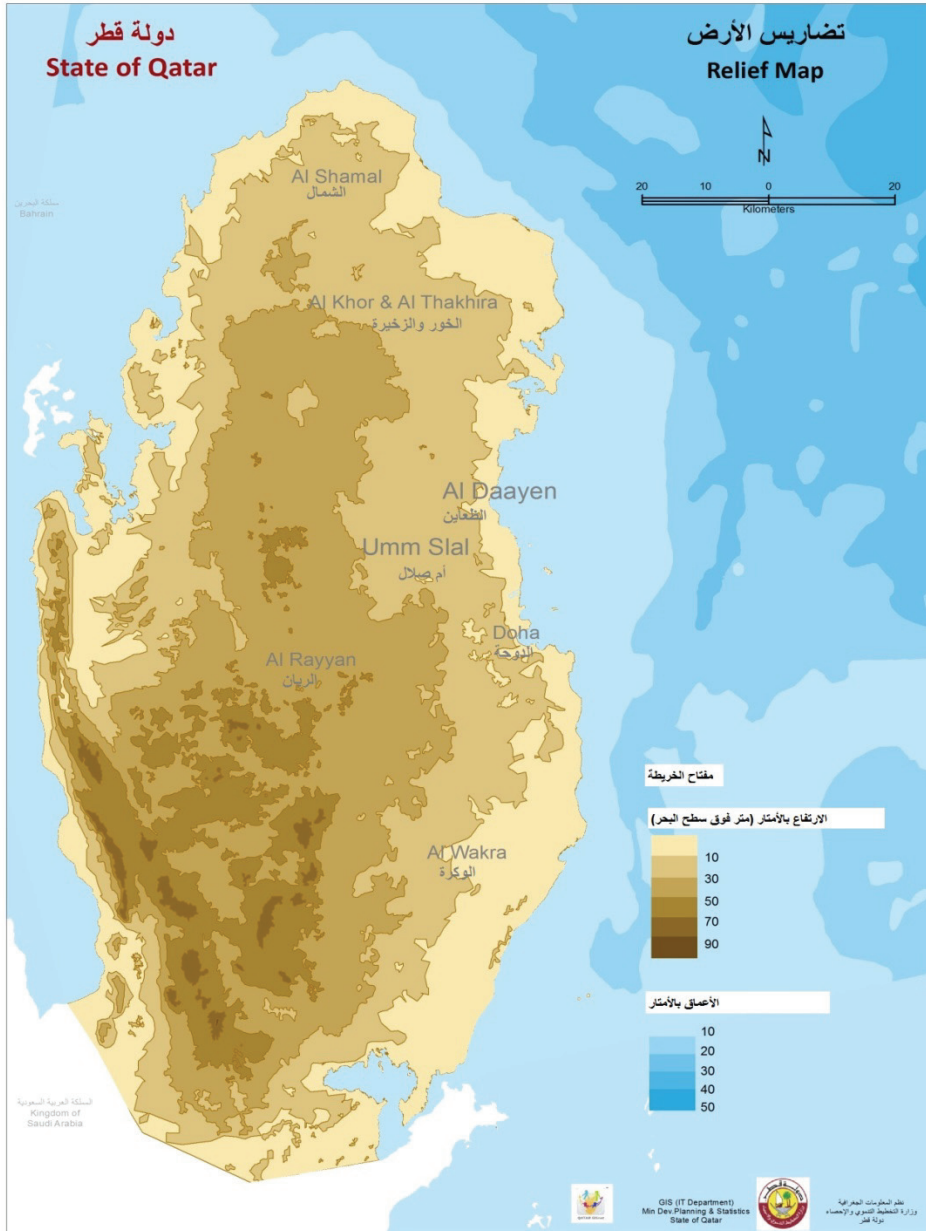 دولة قطر
State of Qatar
تضاريس الأرض
Relief Map
N
20 10 0 20
Kilometers
Al Shamal
الشمال
مملكة البحرين
Bahrain
Al Khor & Al Thakhira
الخور والزخيرة
Al Daayen
الظعاين
Umm Slal
أم صلال
Doha
الدوحة
Al Rayyan
الريان
Al Wakra
الوكرة
مفتاح الخريطة
الارتفاع بالأمتار (متر فوق سطح البحر)
10
30
50
70
90
الأعماق بالأمتار
10
20
30
40
50
المملكة العربية السعودية
Kingdom of
Saudi Arabia
GIS (IT Department)
Min Dev.Planning & Statistics
State of Qatar
نظم المعلومات الجغرافية
وزارة التخطيط التنموي والإحصاء
دولة قطر